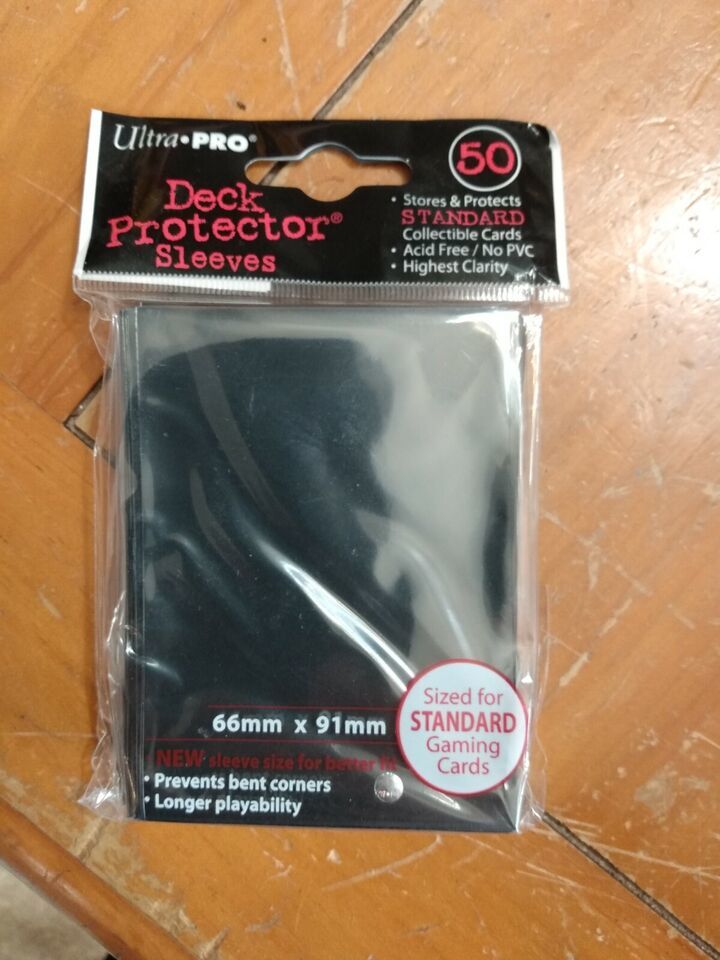 Ultra•PRO®
50
Deck
Protector®
Sleeves
• Stores & Protects
STANDARD
Collectible Cards
• Acid Free / No PVC
• Highest Clarity
66mm x 91mm
• NEW sleeve size for better fit
• Prevents bent corners
• Longer playability
Sized for
STANDARD
Gaming
Cards